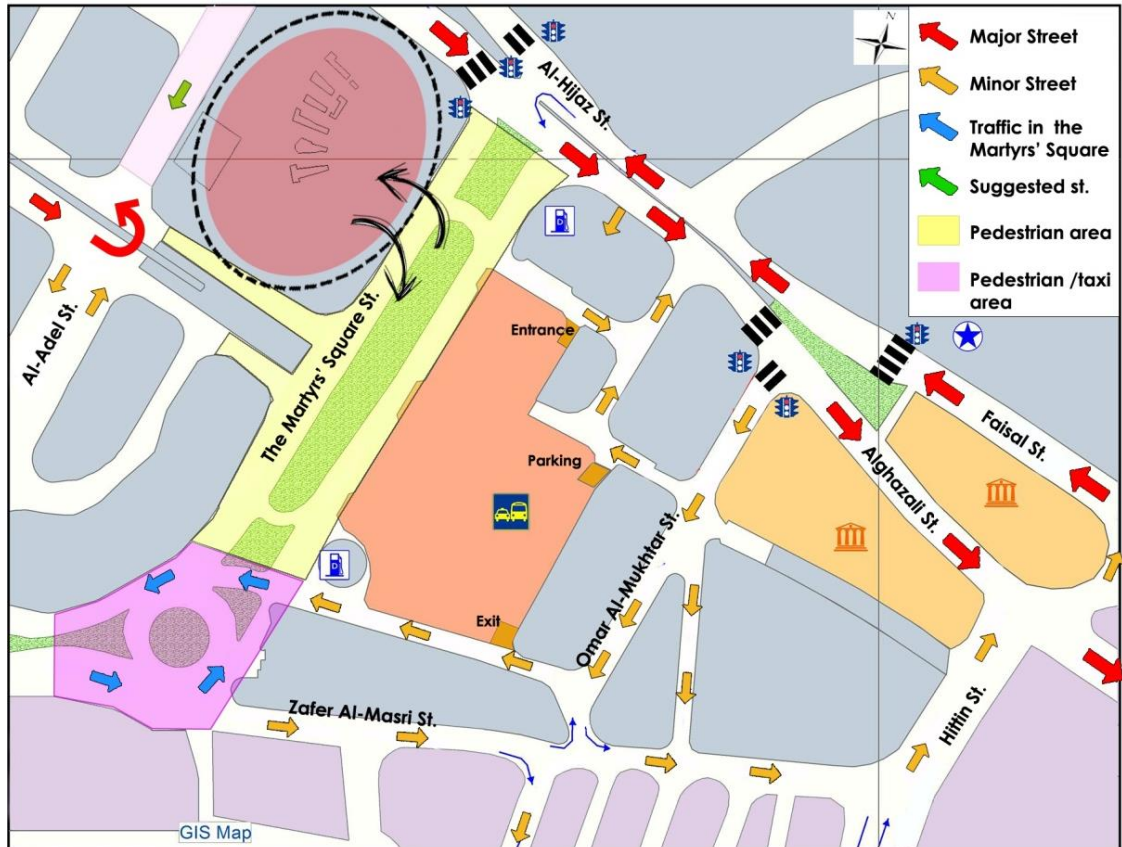 N
Major Street
Minor Street
Traffic in the
Martyrs' Square
Suggested st.
Pedestrian area
Pedestrian /taxi
area
Al-Hijaz St.
D
Entrance
Al-Adel St.
The Martyrs' Square St.
Faisal St.
Alghazali St.
Parking
Omar Al-Mukhtar St.
D
Exit
Hittin St.
Zafer Al-Masri St.
GIS Map